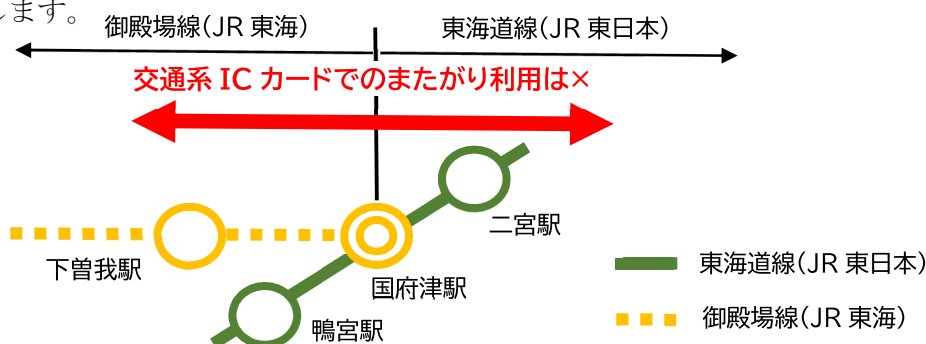 します。
御殿場線(JR 東海)
東海道線(JR 東日本)
交通系 IC カードでのまたがり利用は×
二宮駅
下曽我駅
国府津駅
鴨宮駅
東海道線(JR 東日本)
御殿場線(JR 東海)